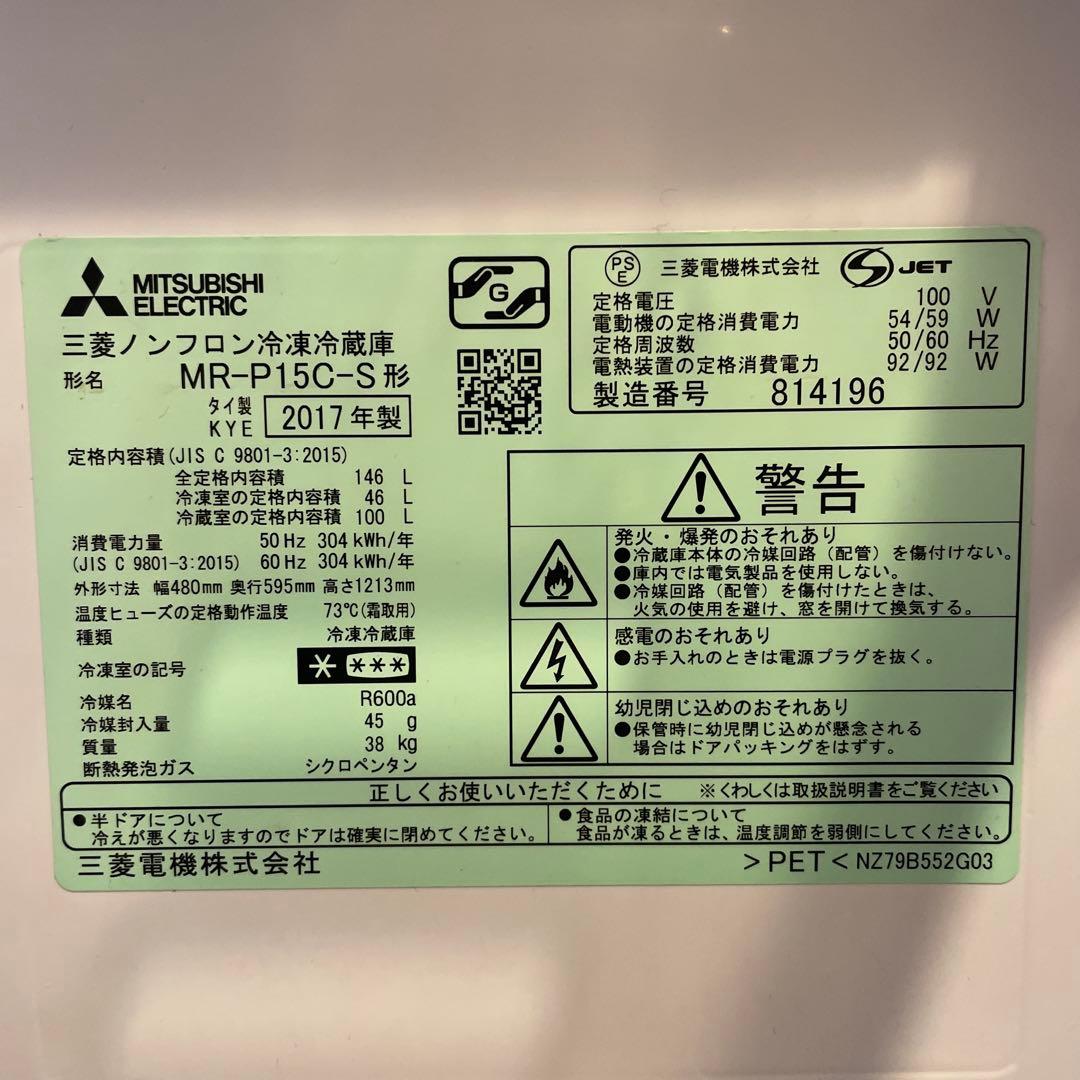 MITSUBISHI
ELECTRIC
三菱ノンフロン冷凍冷蔵庫
形名 MR-P15C-S形
タイ製
KYE
2017年製
G
定格内容積(JIS C 9801-3:2015)
全定格内容積 146 L
冷凍室の定格内容積 46 L
冷蔵室の定格内容積 100 L
消費電力量 50Hz 304kWh/年
(JIS C 9801-3:2015) 60Hz 304kWh/年
外形寸法 幅480mm 奥行595mm 高さ1213mm
温度ヒューズの定格動作温度 73℃(霜取用)
種類 冷凍冷蔵庫
冷凍室の記号 * ***
冷媒名 R600a
冷媒封入量 45 g
質量 38 kg
断熱発泡ガス シクロペンタン
PS
E
三菱電機株式会社 S JET
定格電圧 100 V
電動機の定格消費電力 54/59 W
定格周波数 50/60 Hz
電熱装置の定格消費電力 92/92 W
製造番号 814196
警告
発火・爆発のおそれあり
●冷蔵庫本体の冷媒回路(配管)を傷付けない。
●庫内では電気製品を使用しない。
●冷媒回路(配管)を傷付けたときは、
火気の使用を避け、窓を開けて換気する。
感電のおそれあり
●お手入れのときは電源プラグを抜く。
幼児閉じ込めのおそれあり
●保管時に幼児閉じ込めが懸念される
場合はドアパッキングをはずす。
正しくお使いいただくために ※くわしくは取扱説明書をご覧ください
●半ドアについて
冷えが悪くなりますのでドアは確実に閉めてください。
●食品の凍結について
食品が凍るときは、温度調節を弱側にしてください。
三菱電機株式会社
>PET< NZ79B552G03